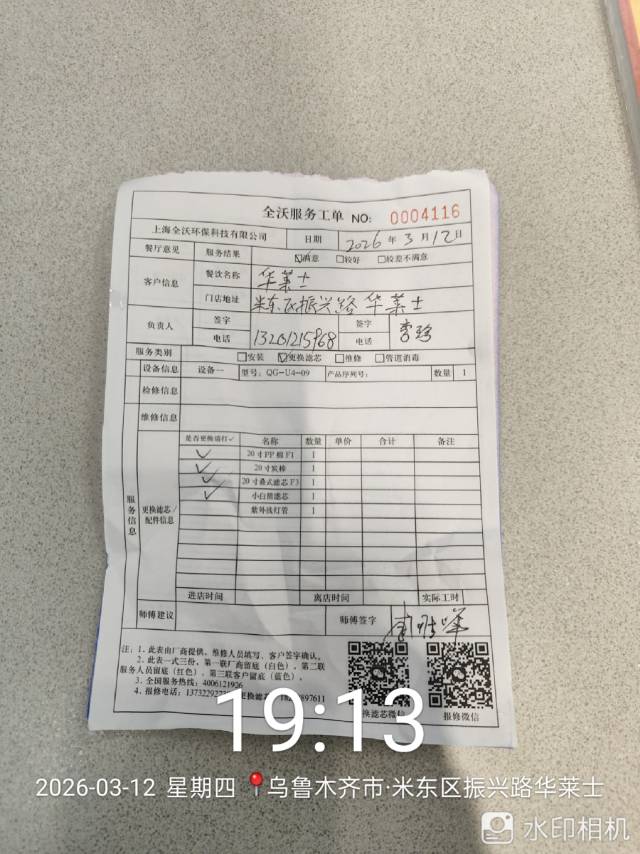 全沃服务工单 NO: 0004116
上海全沃环保科技有限公司 日期 2026年3月12日
餐厅意见 服务结果 ☑满意 □较好 □较差不满意
客户信息 餐饮名称 华莱士
门店地址 米东区振兴路华莱士
负责人 签字 签字 李
电话 13201215968 电话
服务类别 □安装 ☑更换滤芯 □维修 □管道消毒
设备信息 设备一 型号:QG-U4-09 产品序列号: 数量 1
检修信息
维修信息
服务信息
更换滤芯/配件信息
是否更换请打✓ 名称 数量 单价 合计 备注
✓ 20寸PP棉F1 1
✓ 20寸炭棒 1
✓ 20寸叠式滤芯F3 1
✓ 小白猪滤芯 1
紫外线灯管 1
进店时间 离店时间 实际工时
师傅建议 师傅签字
注:1、此表由厂商提供,维修人员填写、客户签字确认。
2、此表一式三份,第一联厂商留底(白色)、第二联
服务人员留底(红色)、第三联客户留底(蓝色)。
3、全国服务热线:4006121906
4、报修电话:
更换滤芯微信 报修微信
19:13
2026-03-12 星期四 乌鲁木齐市·米东区振兴路华莱士
水印相机